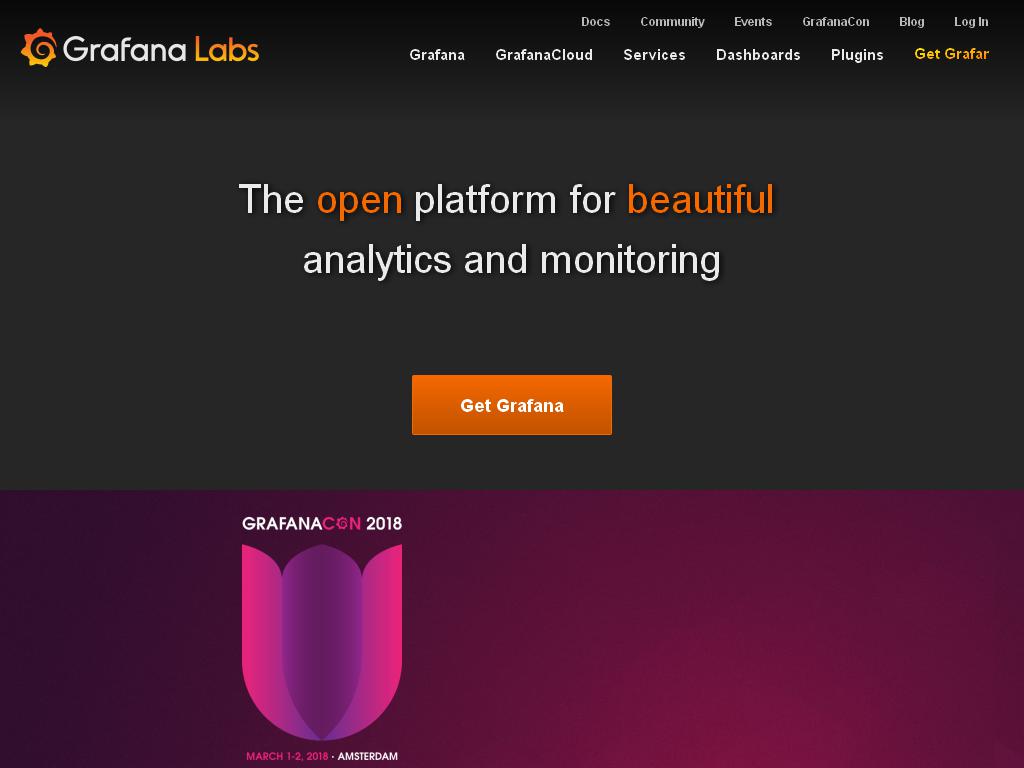 Docs Community Events GrafanaCon Blog Log In
Grafana Labs
Grafana GrafanaCloud Services Dashboards Plugins Get Grafar
The open platform for beautiful
analytics and monitoring
Get Grafana
GRAFANACON 2018
MARCH 1-2, 2018 · AMSTERDAM